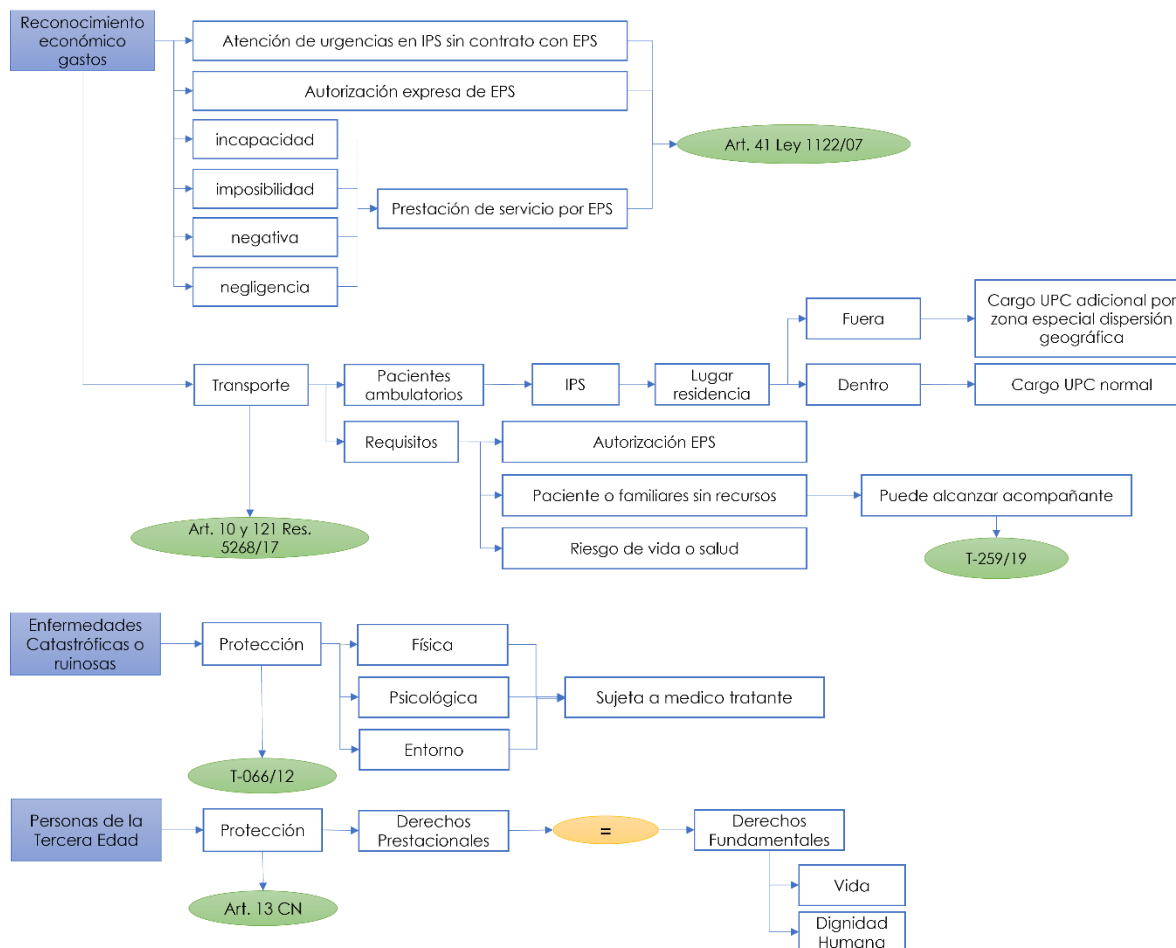 Reconocimiento
económico
gastos
Atención de urgencias en IPS sin contrato con EPS
Autorización expresa de EPS
incapacidad
imposibilidad
negativa
negligencia
Prestación de servicio por EPS
Art. 41 Ley 1122/07
Transporte
Pacientes
ambulatorios
IPS
Lugar
residencia
Fuera
Cargo UPC adicional por
zona especial dispersión
geográfica
Dentro
Cargo UPC normal
Requisitos
Autorización EPS
Paciente o familiares sin recursos
Puede alcanzar acompañante
Riesgo de vida o salud
T-259/19
Art. 10 y 121 Res.
5268/17
Enfermedades
Catastróficas o
ruinosas
Protección
Física
Psicológica
Entorno
Sujeta a medico tratante
T-066/12
Personas de la
Tercera Edad
Protección
Derechos
Prestacionales
=
Derechos
Fundamentales
Vida
Dignidad
Humana
Art. 13 CN